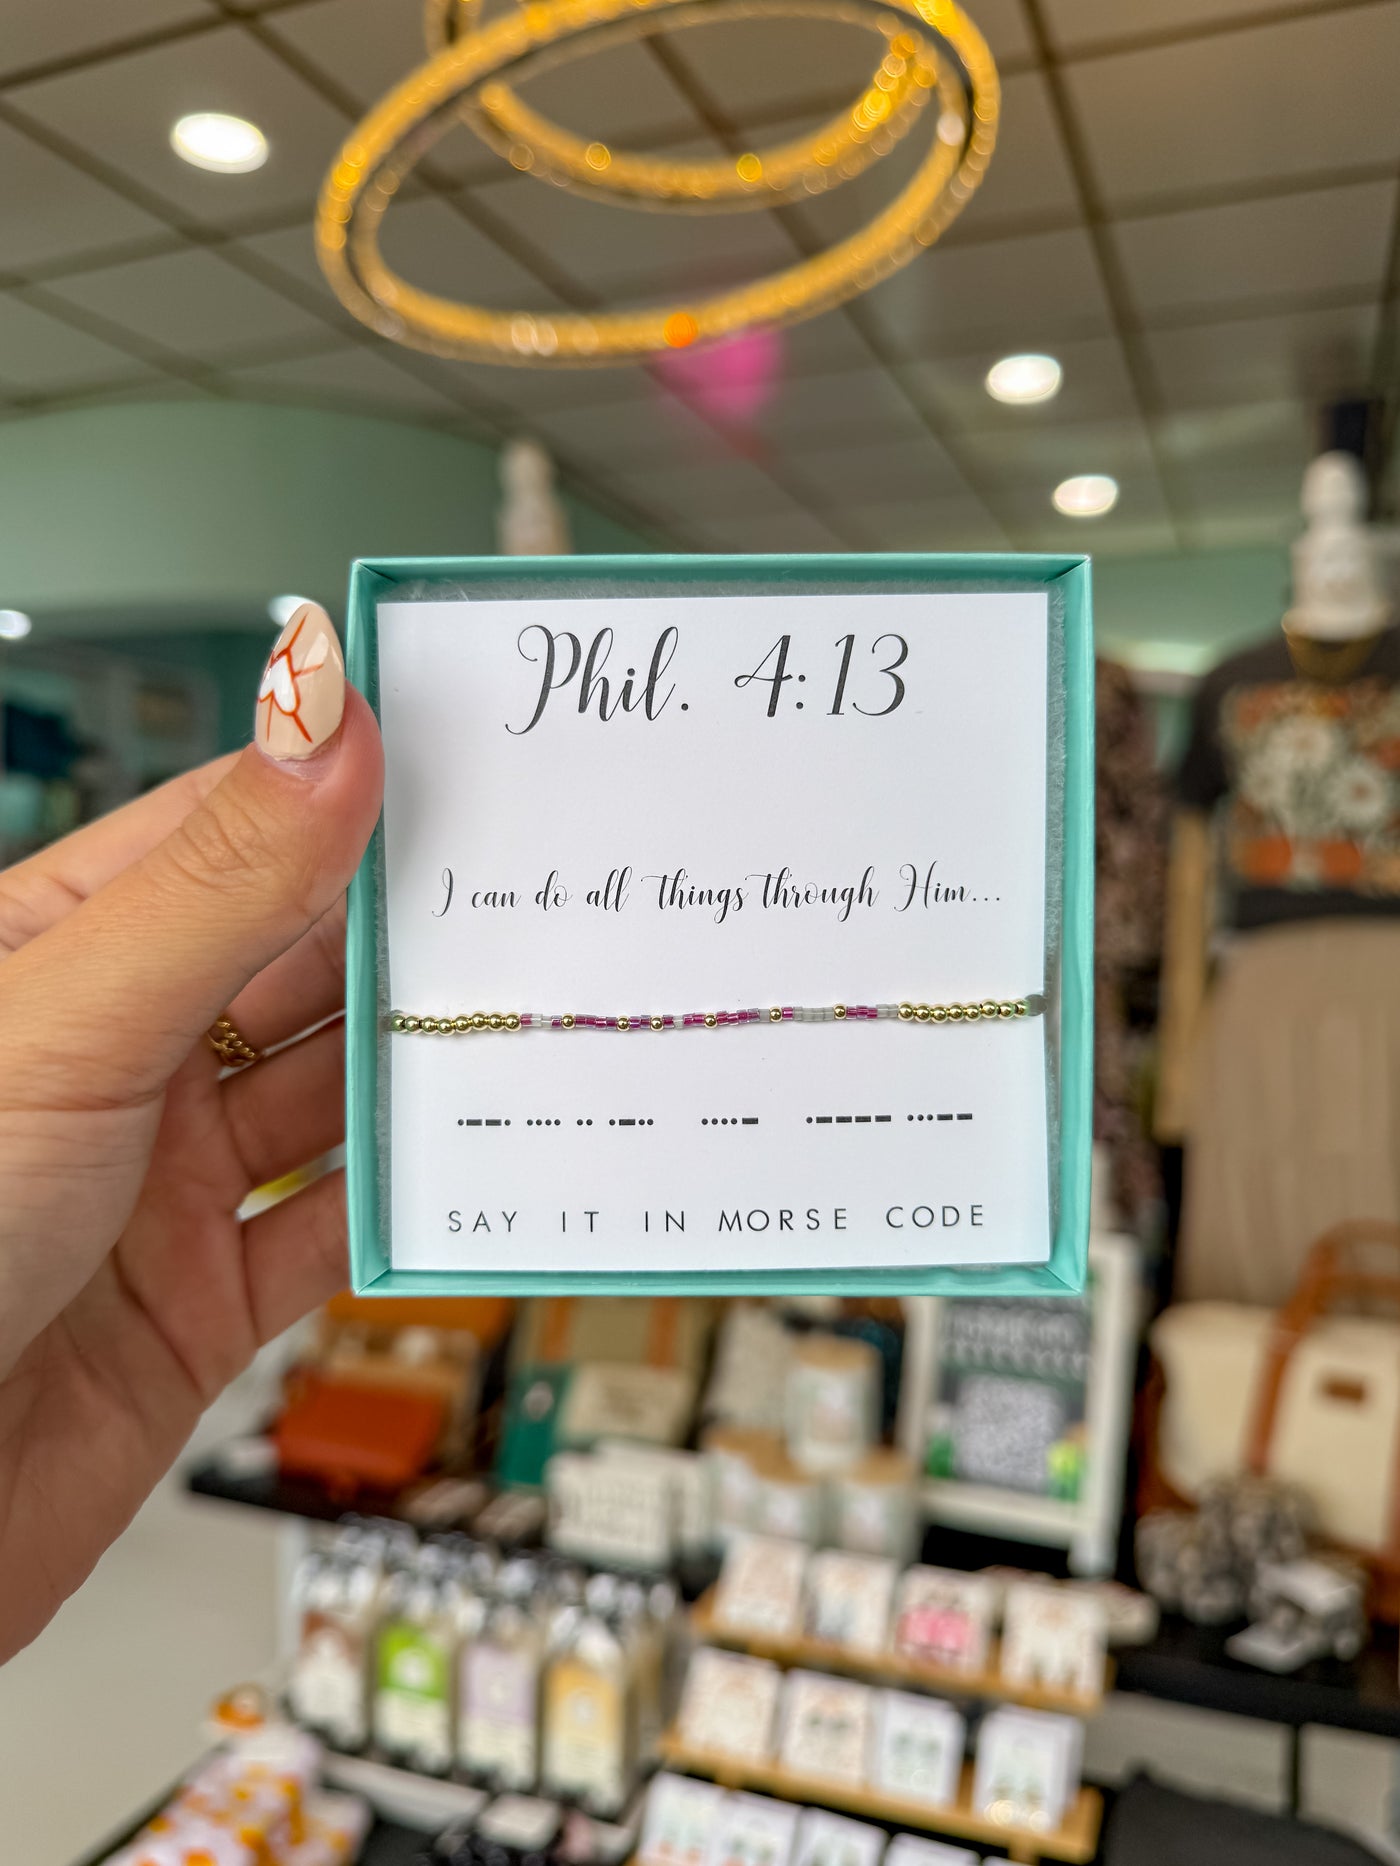 Phil. 4:13
I can do all things through Him...
·--· ···· ·· ·-·· ····- ·---- ···--
SAY IT IN MORSE CODE